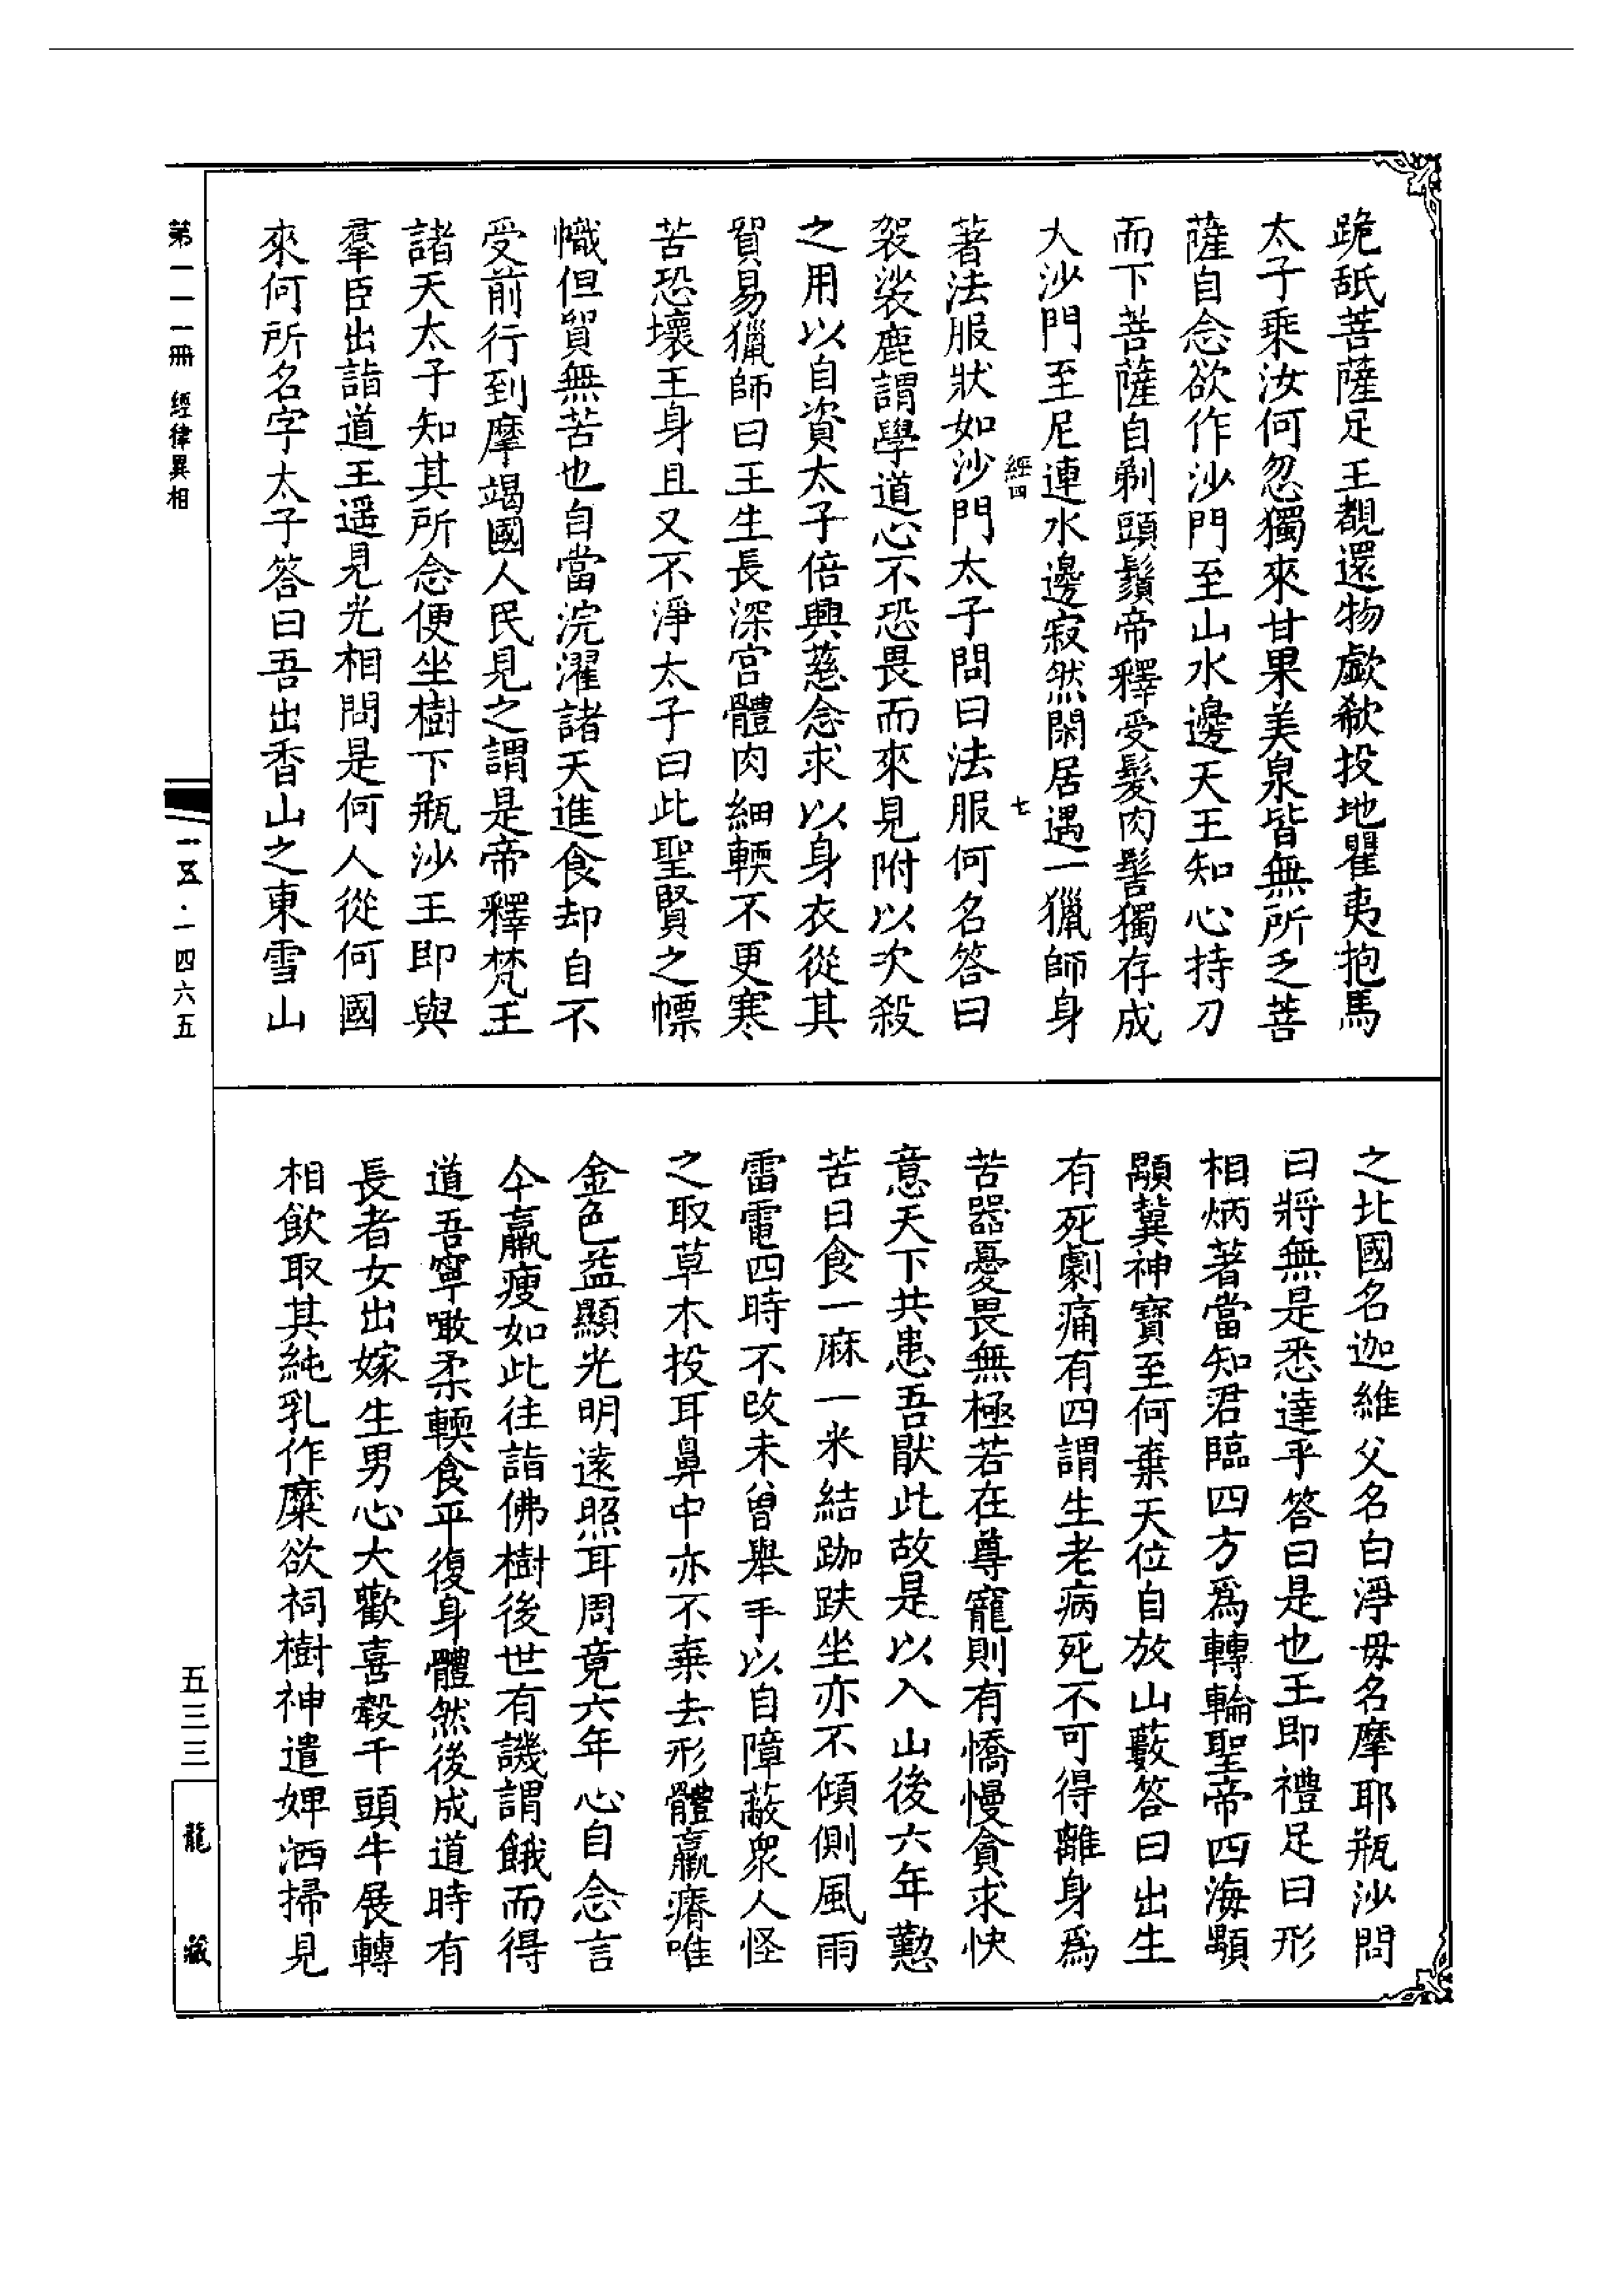 跪舐菩薩足王覩還物歔欷投地瞿夷抱馬
太子乘汝何忽獨來甘果美泉皆無所乏菩
薩自念欲作沙門至山水邊天王知心持刀
而下菩薩自剃頭鬚帝釋受髮肉髻獨存成
大沙門至尼連水邊寂然閑居遇一獵師身
經四 七
著法服狀如沙門太子問曰法服何名答曰
袈裟鹿謂學道心不恐畏而來見附以次殺
之用以自資太子倍興慈念求以身衣從其
貿易獵師曰王生長深宮體肉細輭不更寒
苦恐壞王身且又不淨太子曰此聖賢之幖
幟但貿無苦也自當浣濯諸天進食却自不
受前行到摩竭國人民見之謂是帝釋梵王
諸天太子知其所念便坐樹下瓶沙王即與
羣臣出詣道王遥見光相問是何人從何國
來何所名字太子答曰吾出香山之東雪山
之北國名迦維父名白淨毋名摩耶瓶沙問
曰將無是悉達乎答曰是也王即禮足曰形
相炳著當知君臨四方爲轉輪聖帝四海顒
顒冀神寶至何棄天位自放山藪答曰出生
有死劇痛有四謂生老病死不可得離身爲
苦器憂畏無極若在尊寵則有憍慢貪求快
意天下共患吾猒此故是以入山後六年懃
苦日食一麻一米結跏趺坐亦不傾側風雨
雷電四時不改未曾舉手以自障蔽衆人怪
之取草木投耳鼻中亦不棄去形體羸瘠唯
金色益顯光明遠照耳周竟六年心自念言
今羸瘦如此往詣佛樹後世有譏謂餓而得
道吾寧噉柔輭食平復身體然後成道時有
長者女出嫁生男心大歡喜㲉千頭牛展轉
相飲取其純乳作糜欲祠樹神遣婢洒掃見
第一一一冊 經律異相
一五·一四六五
五三三
龍藏